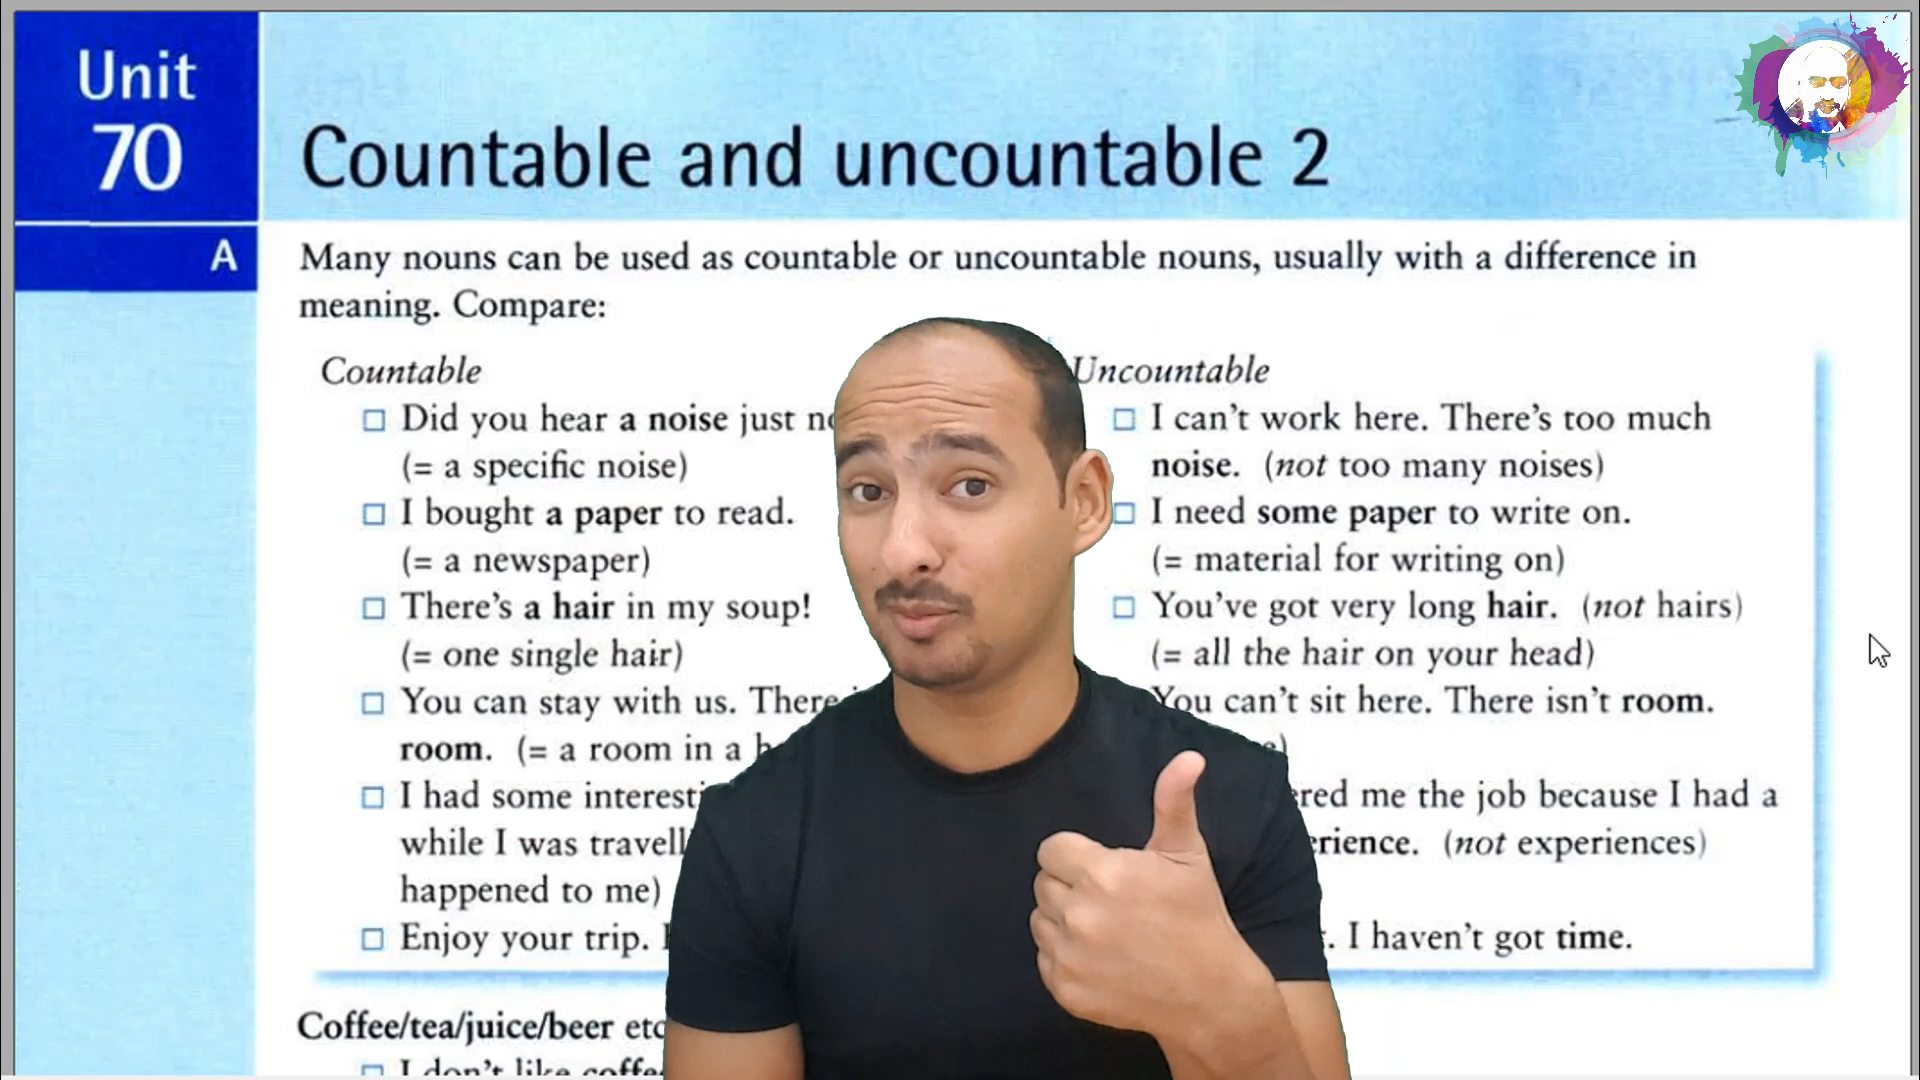 Unit
70
Countable and uncountable 2
A
Many nouns can be used as countable or uncountable nouns, usually with a difference in
meaning. Compare:
Countable
Did you hear a noise just
(= a specific noise)
I bought a paper to read.
(= a newspaper)
There's a hair in my soup!
(= one single hair)
You can stay with us. There
room. (= a room in a
I had some
while I was
happened to me)
Enjoy your trip.
Uncountable
I can't work here. There's too much
noise. (not too many noises)
I need some paper to write on.
(= material for writing on)
You've got very long hair. (not hairs)
(= all the hair on your head)
You can't sit here. There isn't room.
me the job because I had a
(not experiences)
I haven't got time.
Coffee/tea/juice/beer etc
I don't like coffee